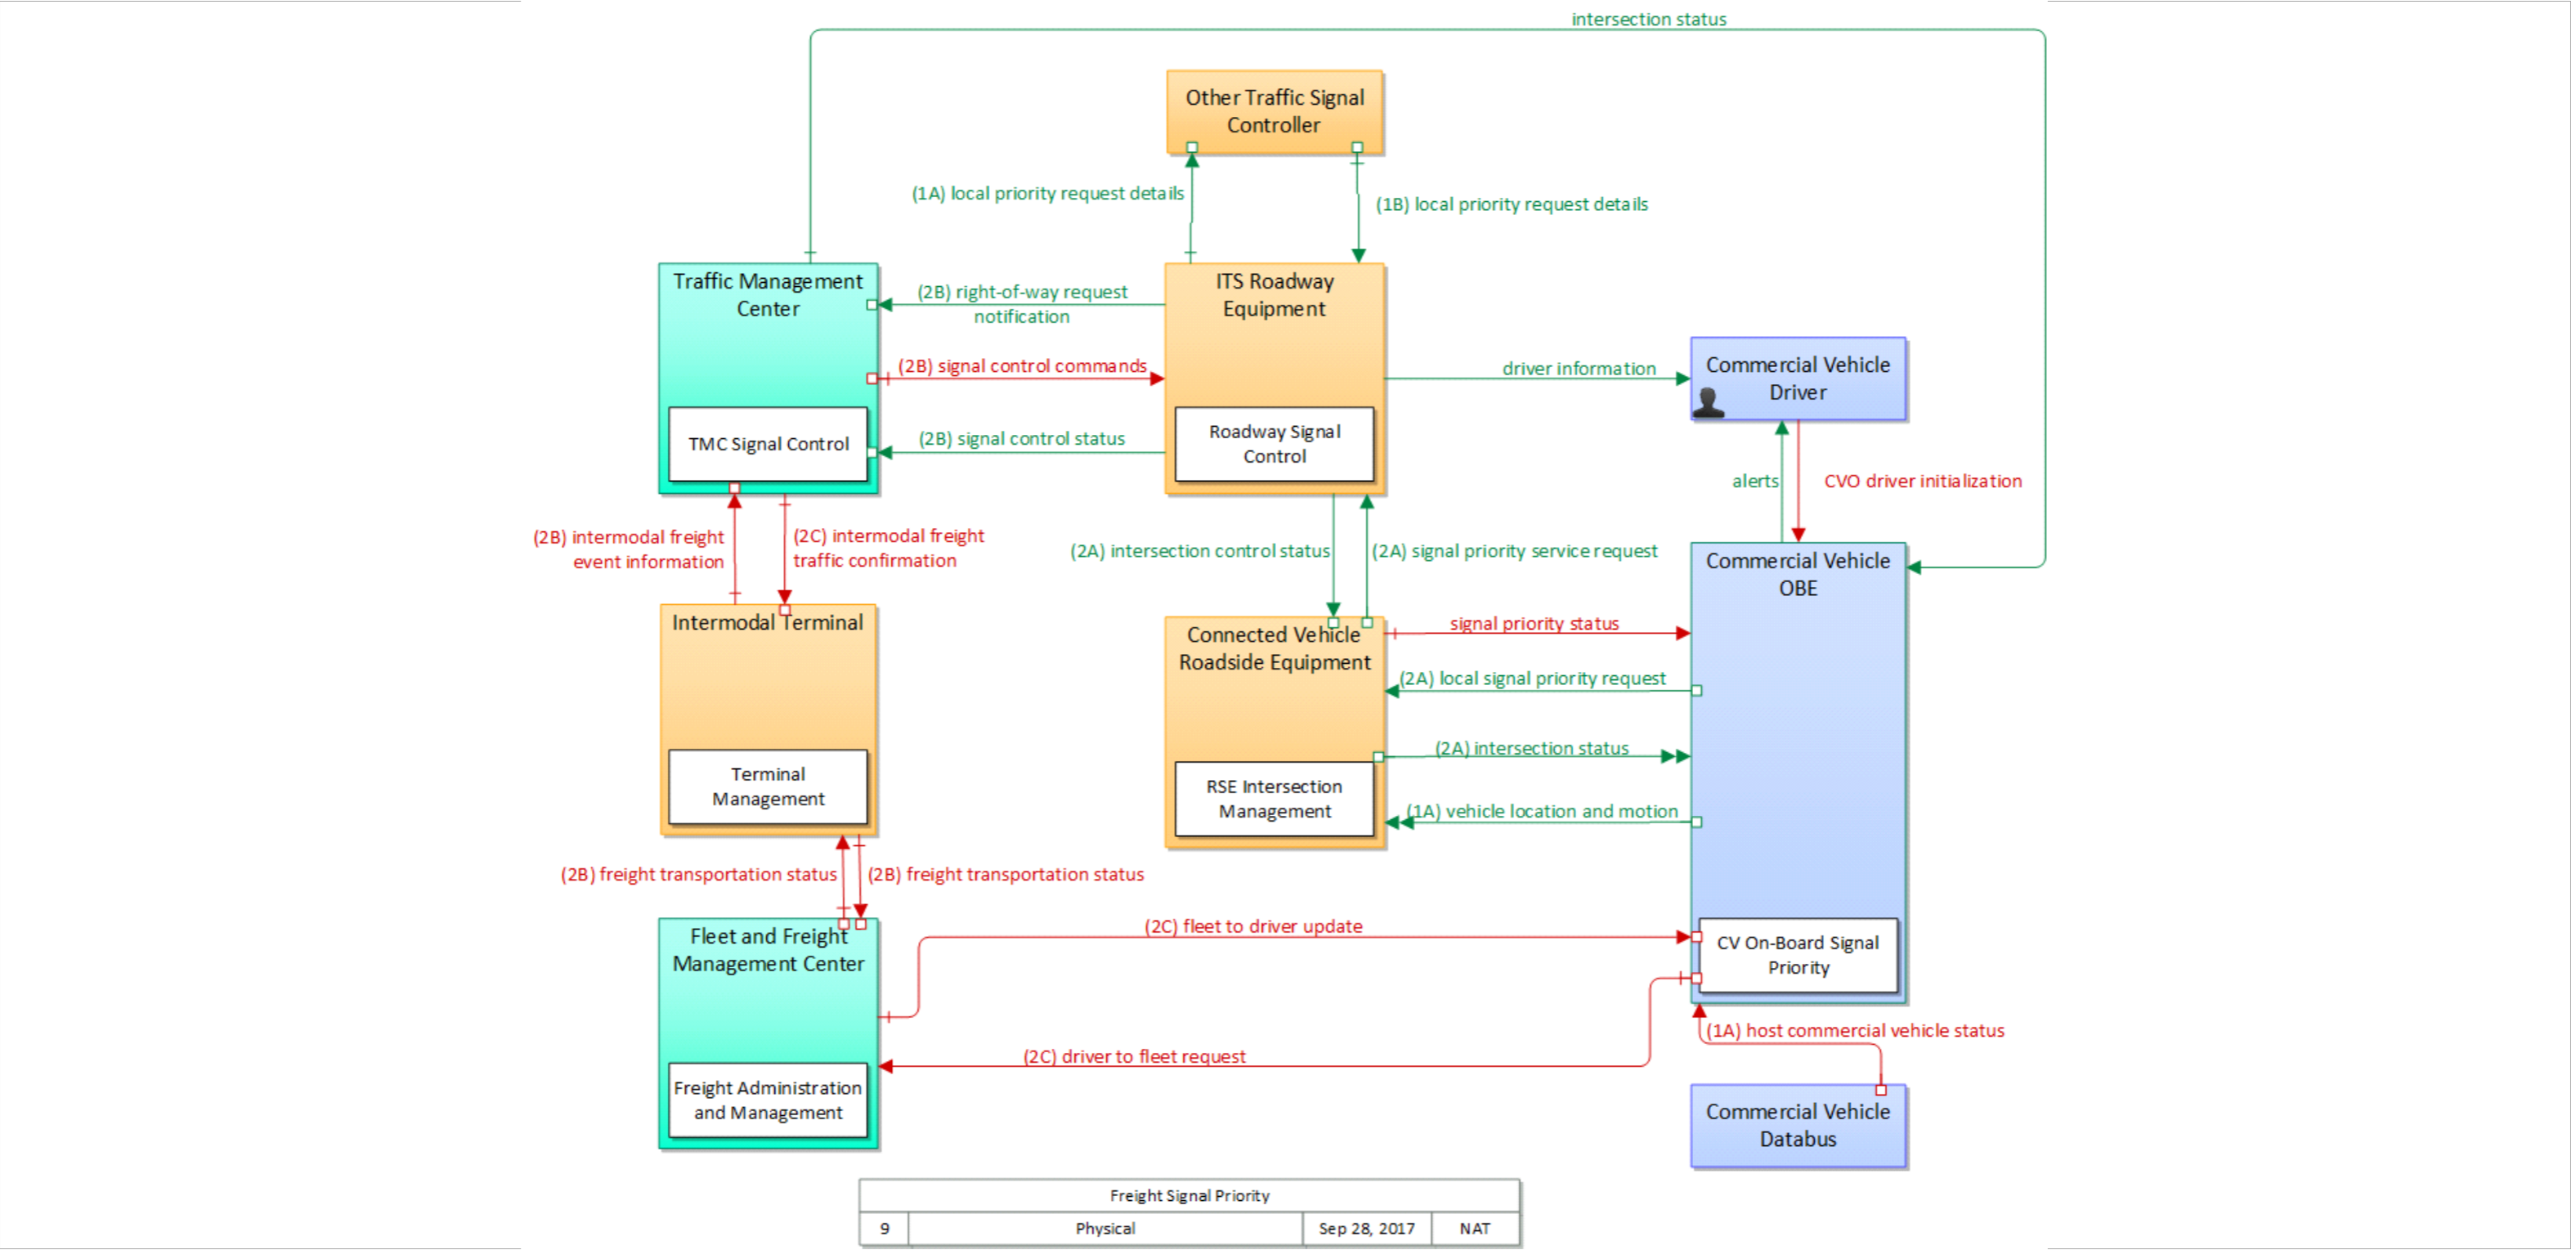 intersection status
Other Traffic Signal
Controller
(1A) local priority request details
(1B) local priority request details
Traffic Management
Center
(2B) right-of-way request
notification
ITS Roadway
Equipment
(2B) signal control commands
driver information
Commercial Vehicle
Driver
TMC Signal Control
(2B) signal control status
Roadway Signal
Control
alerts
CVO driver initialization
(2B) intermodal freight
event information
(2C) intermodal freight
traffic confirmation
(2A) intersection control status
(2A) signal priority service request
Commercial Vehicle
OBE
Intermodal Terminal
Connected Vehicle
Roadside Equipment
signal priority status
(2A) local signal priority request
(2A) intersection status
Terminal
Management
RSE Intersection
Management
(1A) vehicle location and motion
(2B) freight transportation status
(2B) freight transportation status
Fleet and Freight
Management Center
(2C) fleet to driver update
CV On-Board Signal
Priority
(1A) host commercial vehicle status
(2C) driver to fleet request
Freight Administration
and Management
Commercial Vehicle
Databus
Freight Signal Priority
9 Physical Sep 28, 2017 NAT